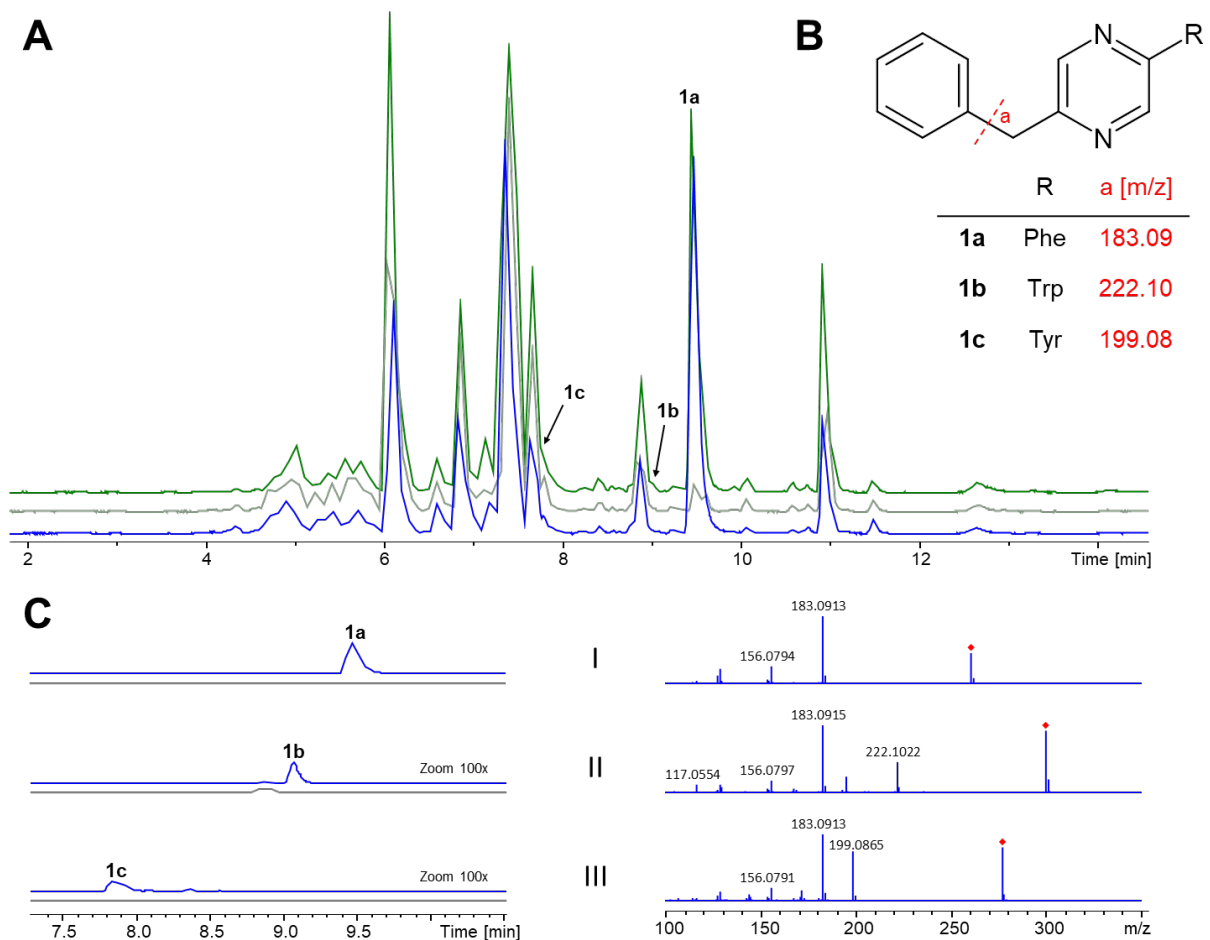 A
B
N
R
N
a
1a
1c
1b
2
4
6
8
10
12
Time [min]
R a [m/z]
1a Phe 183.09
1b Trp 222.10
1c Tyr 199.08
C
1a
I
183.0913
156.0794
1b
Zoom 100x
II
183.0915
222.1022
117.0554
156.0797
1c
Zoom 100x
III
183.0913
199.0865
156.0791
7.5 8.0 8.5 9.0 9.5 Time [min]
100 150 200 250 300 m/z